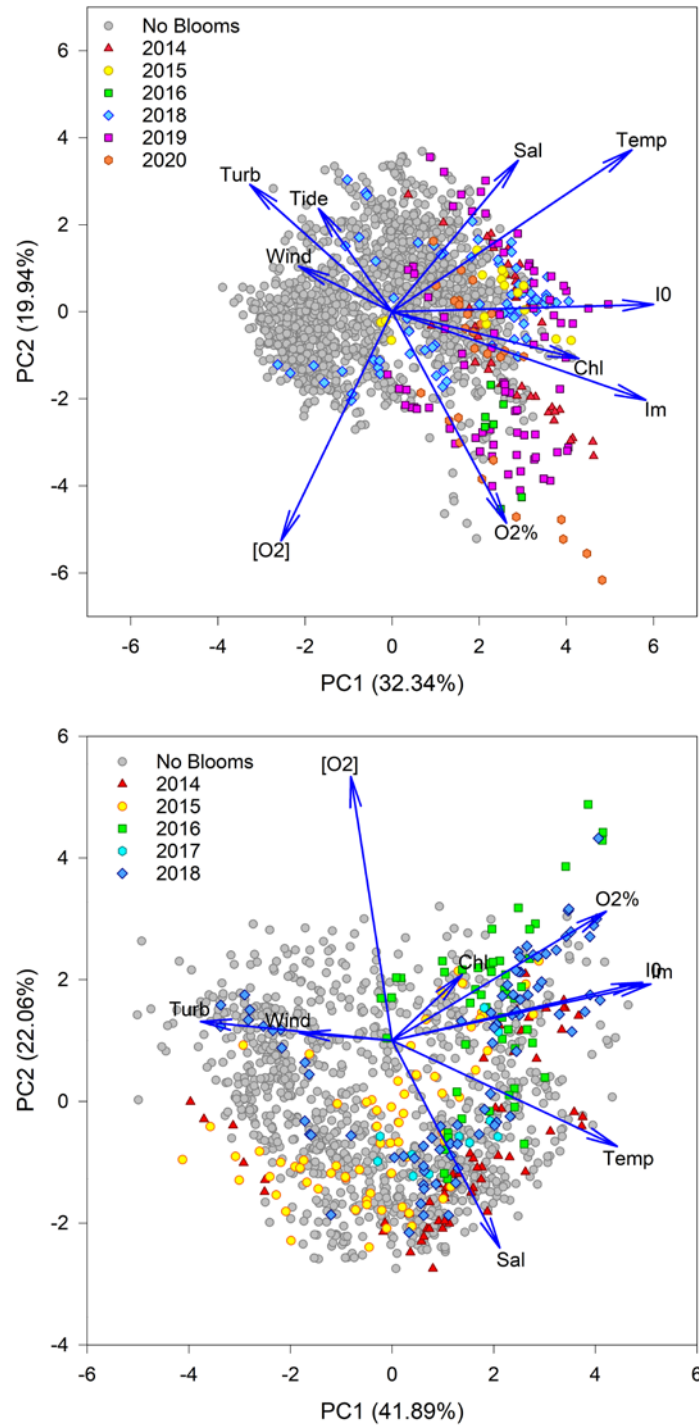 6
4
2
0
-2
-4
-6
PC2 (19.94%)
No Blooms
2014
2015
2016
2018
2019
2020
Sal
Temp
Turb
Tide
Wind
I0
Chl
Im
O2%
[O2]
-6 -4 -2 0 2 4 6
PC1 (32.34%)
6
4
2
0
-2
-4
PC2 (22.06%)
No Blooms
2014
2015
2016
2017
2018
[O2]
O2%
Chl
I0
Im
Turb
Wind
Temp
Sal
-6 -4 -2 0 2 4 6
PC1 (41.89%)